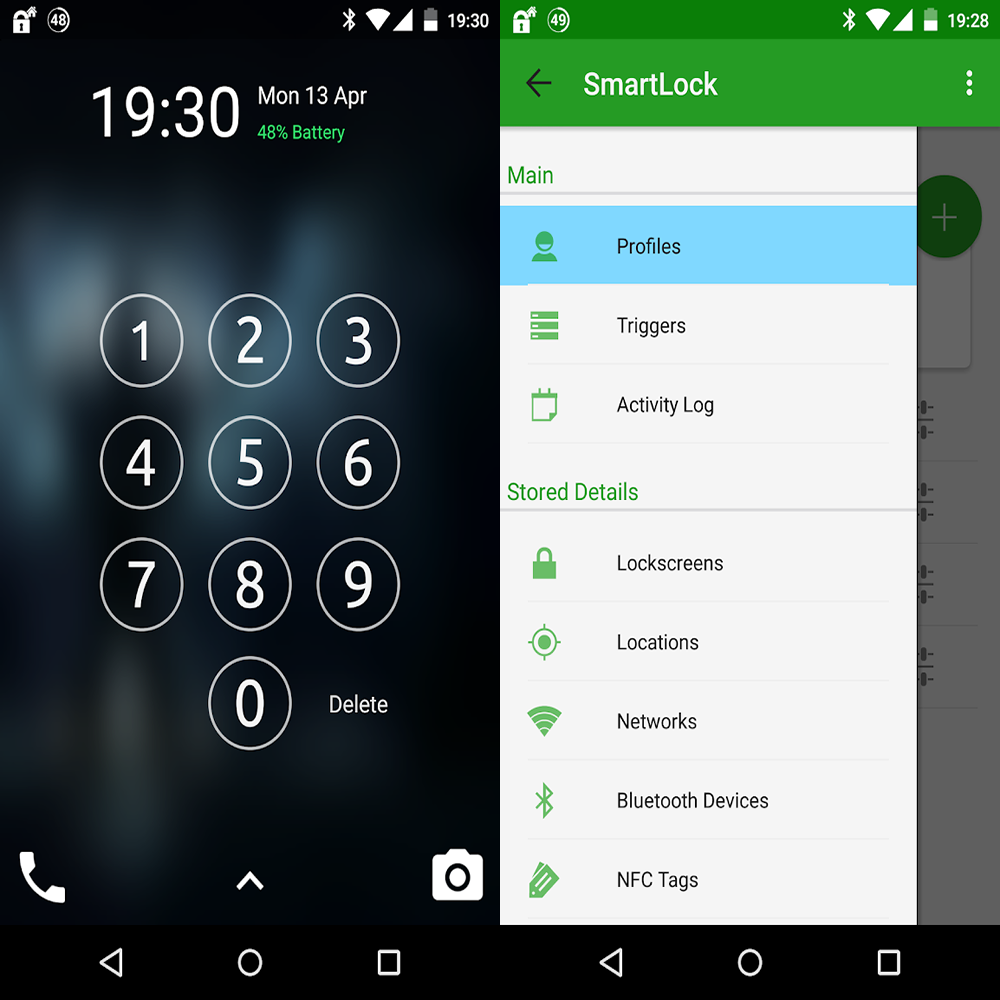 48
19:30
19:30
Mon 13 Apr
48% Battery
1 2 3
4 5 6
7 8 9
0 Delete
49
19:28
SmartLock
Main
Profiles
Triggers
Activity Log
Stored Details
Lockscreens
Locations
Networks
Bluetooth Devices
NFC Tags